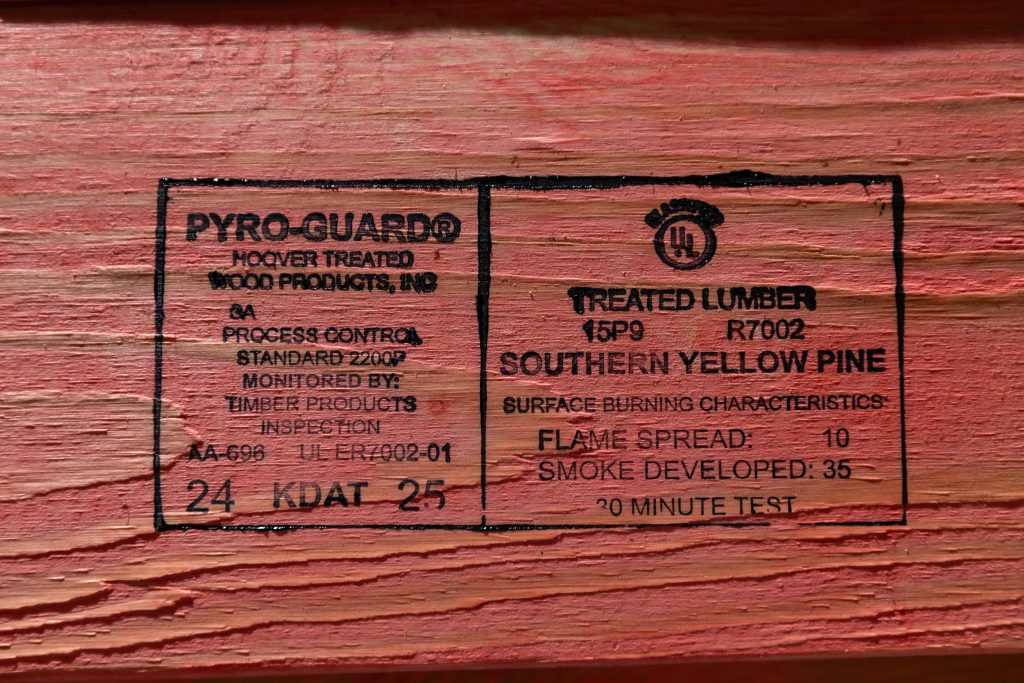 PYRO-GUARD®
HOOVER TREATED
WOOD PRODUCTS, INC
PROCESS CONTROL
STANDARD 2200P
MONITORED BY:
TIMBER PRODUCTS
INSPECTION
AA-696 UL ER7002-01
24 KDAT 25
CLASSIFIED
UL
TREATED LUMBER
15P9 R7002
SOUTHERN YELLOW PINE
SURFACE BURNING CHARACTERISTICS
FLAME SPREAD: 10
SMOKE DEVELOPED: 35
30 MINUTE TEST